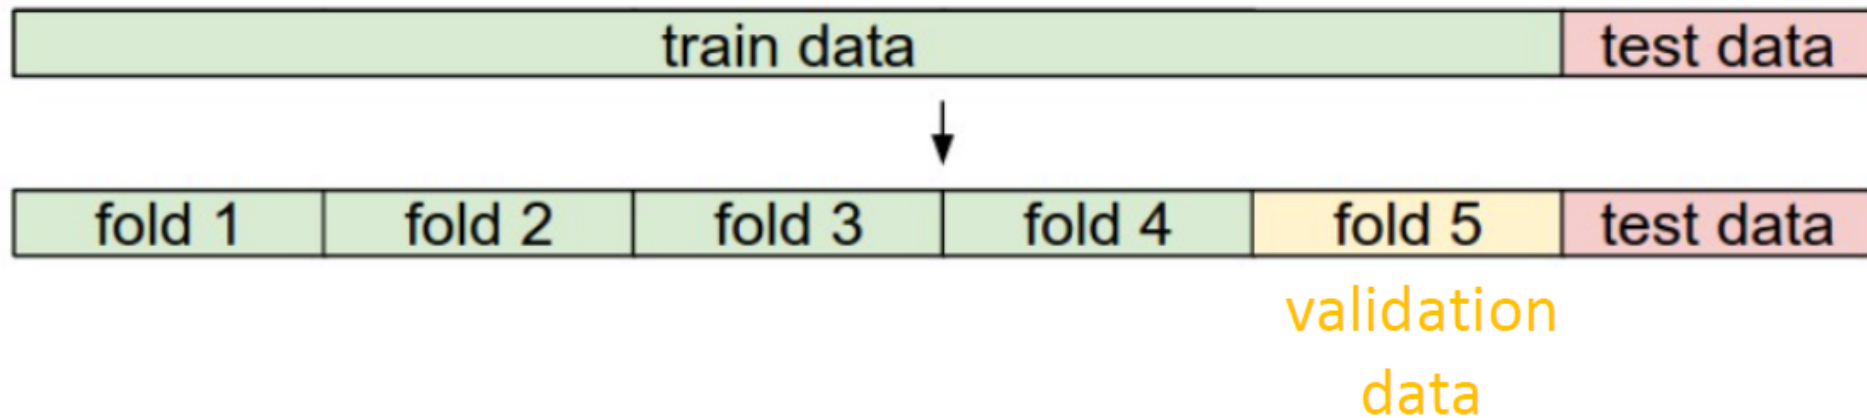 train data test data
fold 1 fold 2 fold 3 fold 4 fold 5 test data
validation
data